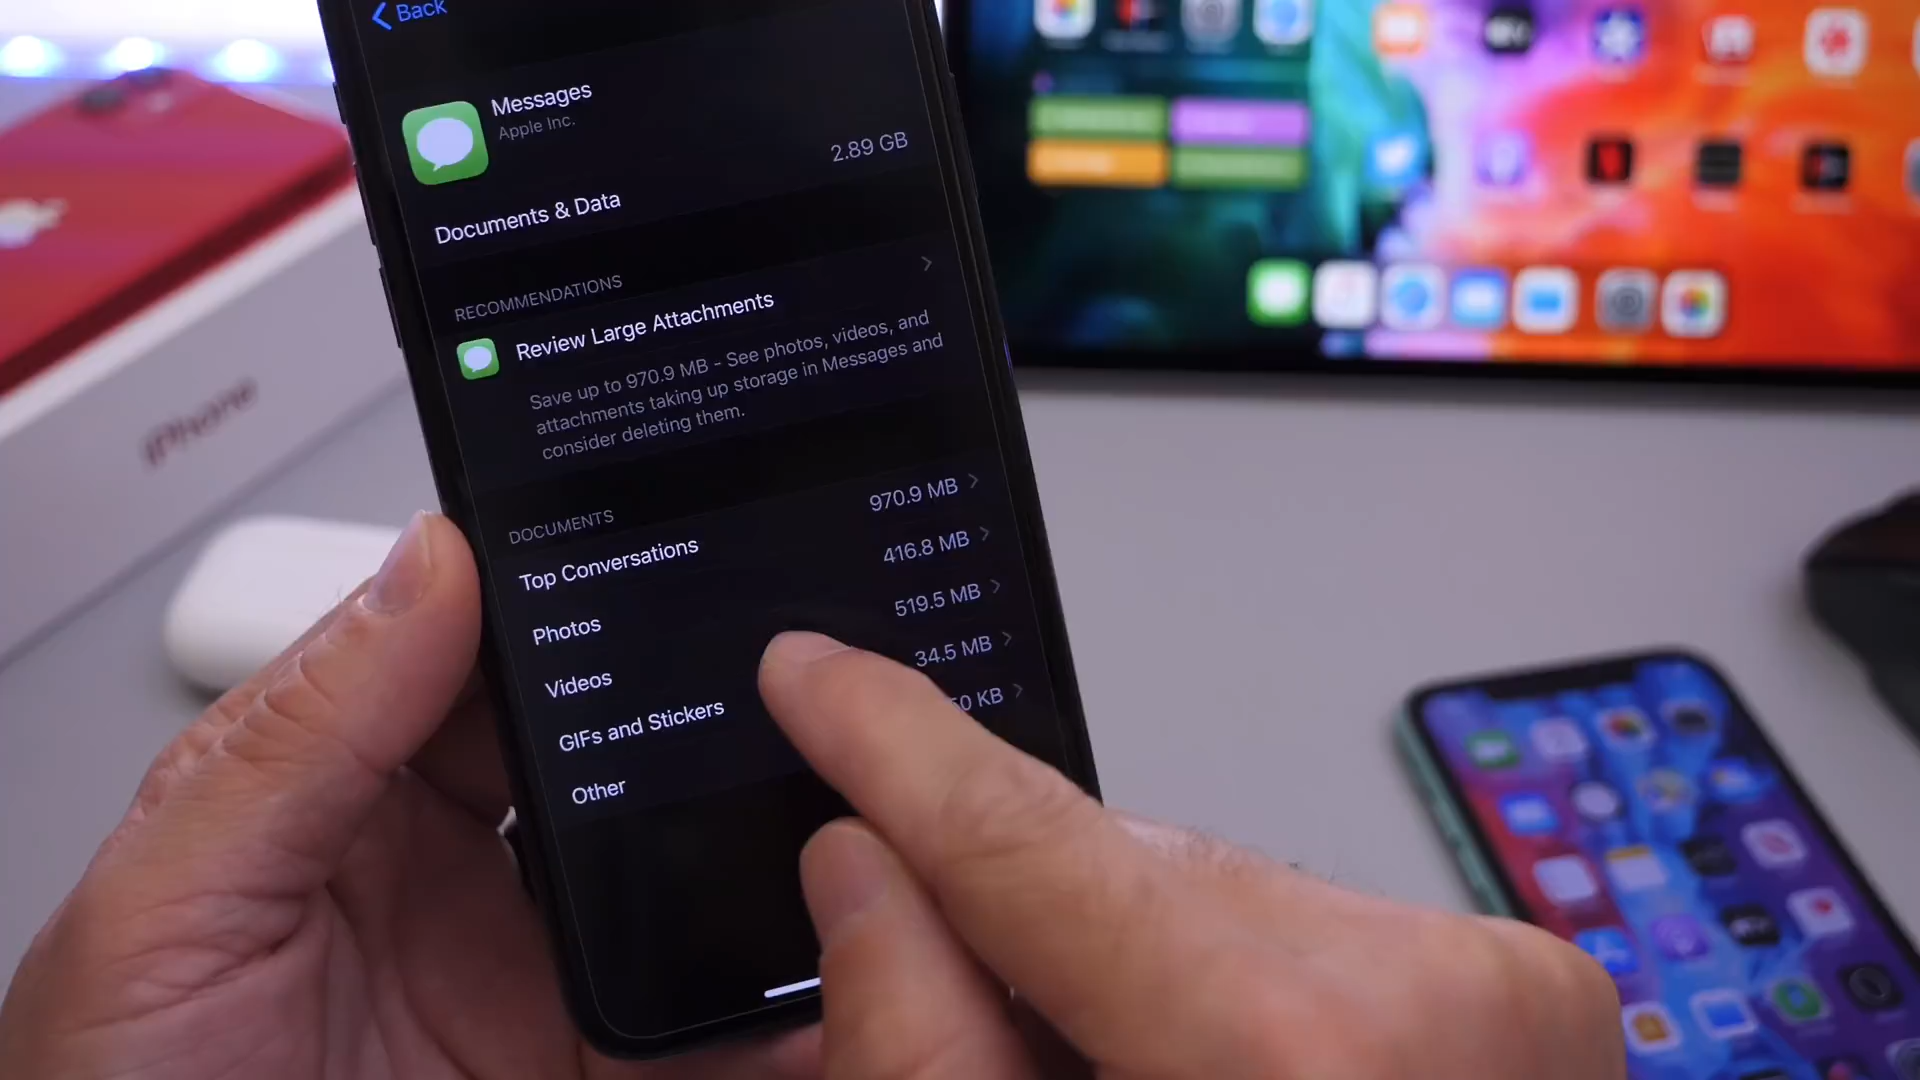 Back
Messages
Apple Inc.
Documents & Data 2.89 GB
RECOMMENDATIONS
Review Large Attachments
Save up to 970.9 MB - See photos, videos, and
attachments taking up storage in Messages and
consider deleting them.
DOCUMENTS
Top Conversations 970.9 MB
Photos 416.8 MB
Videos 519.5 MB
GIFs and Stickers 34.5 MB
Other KB
iPhone